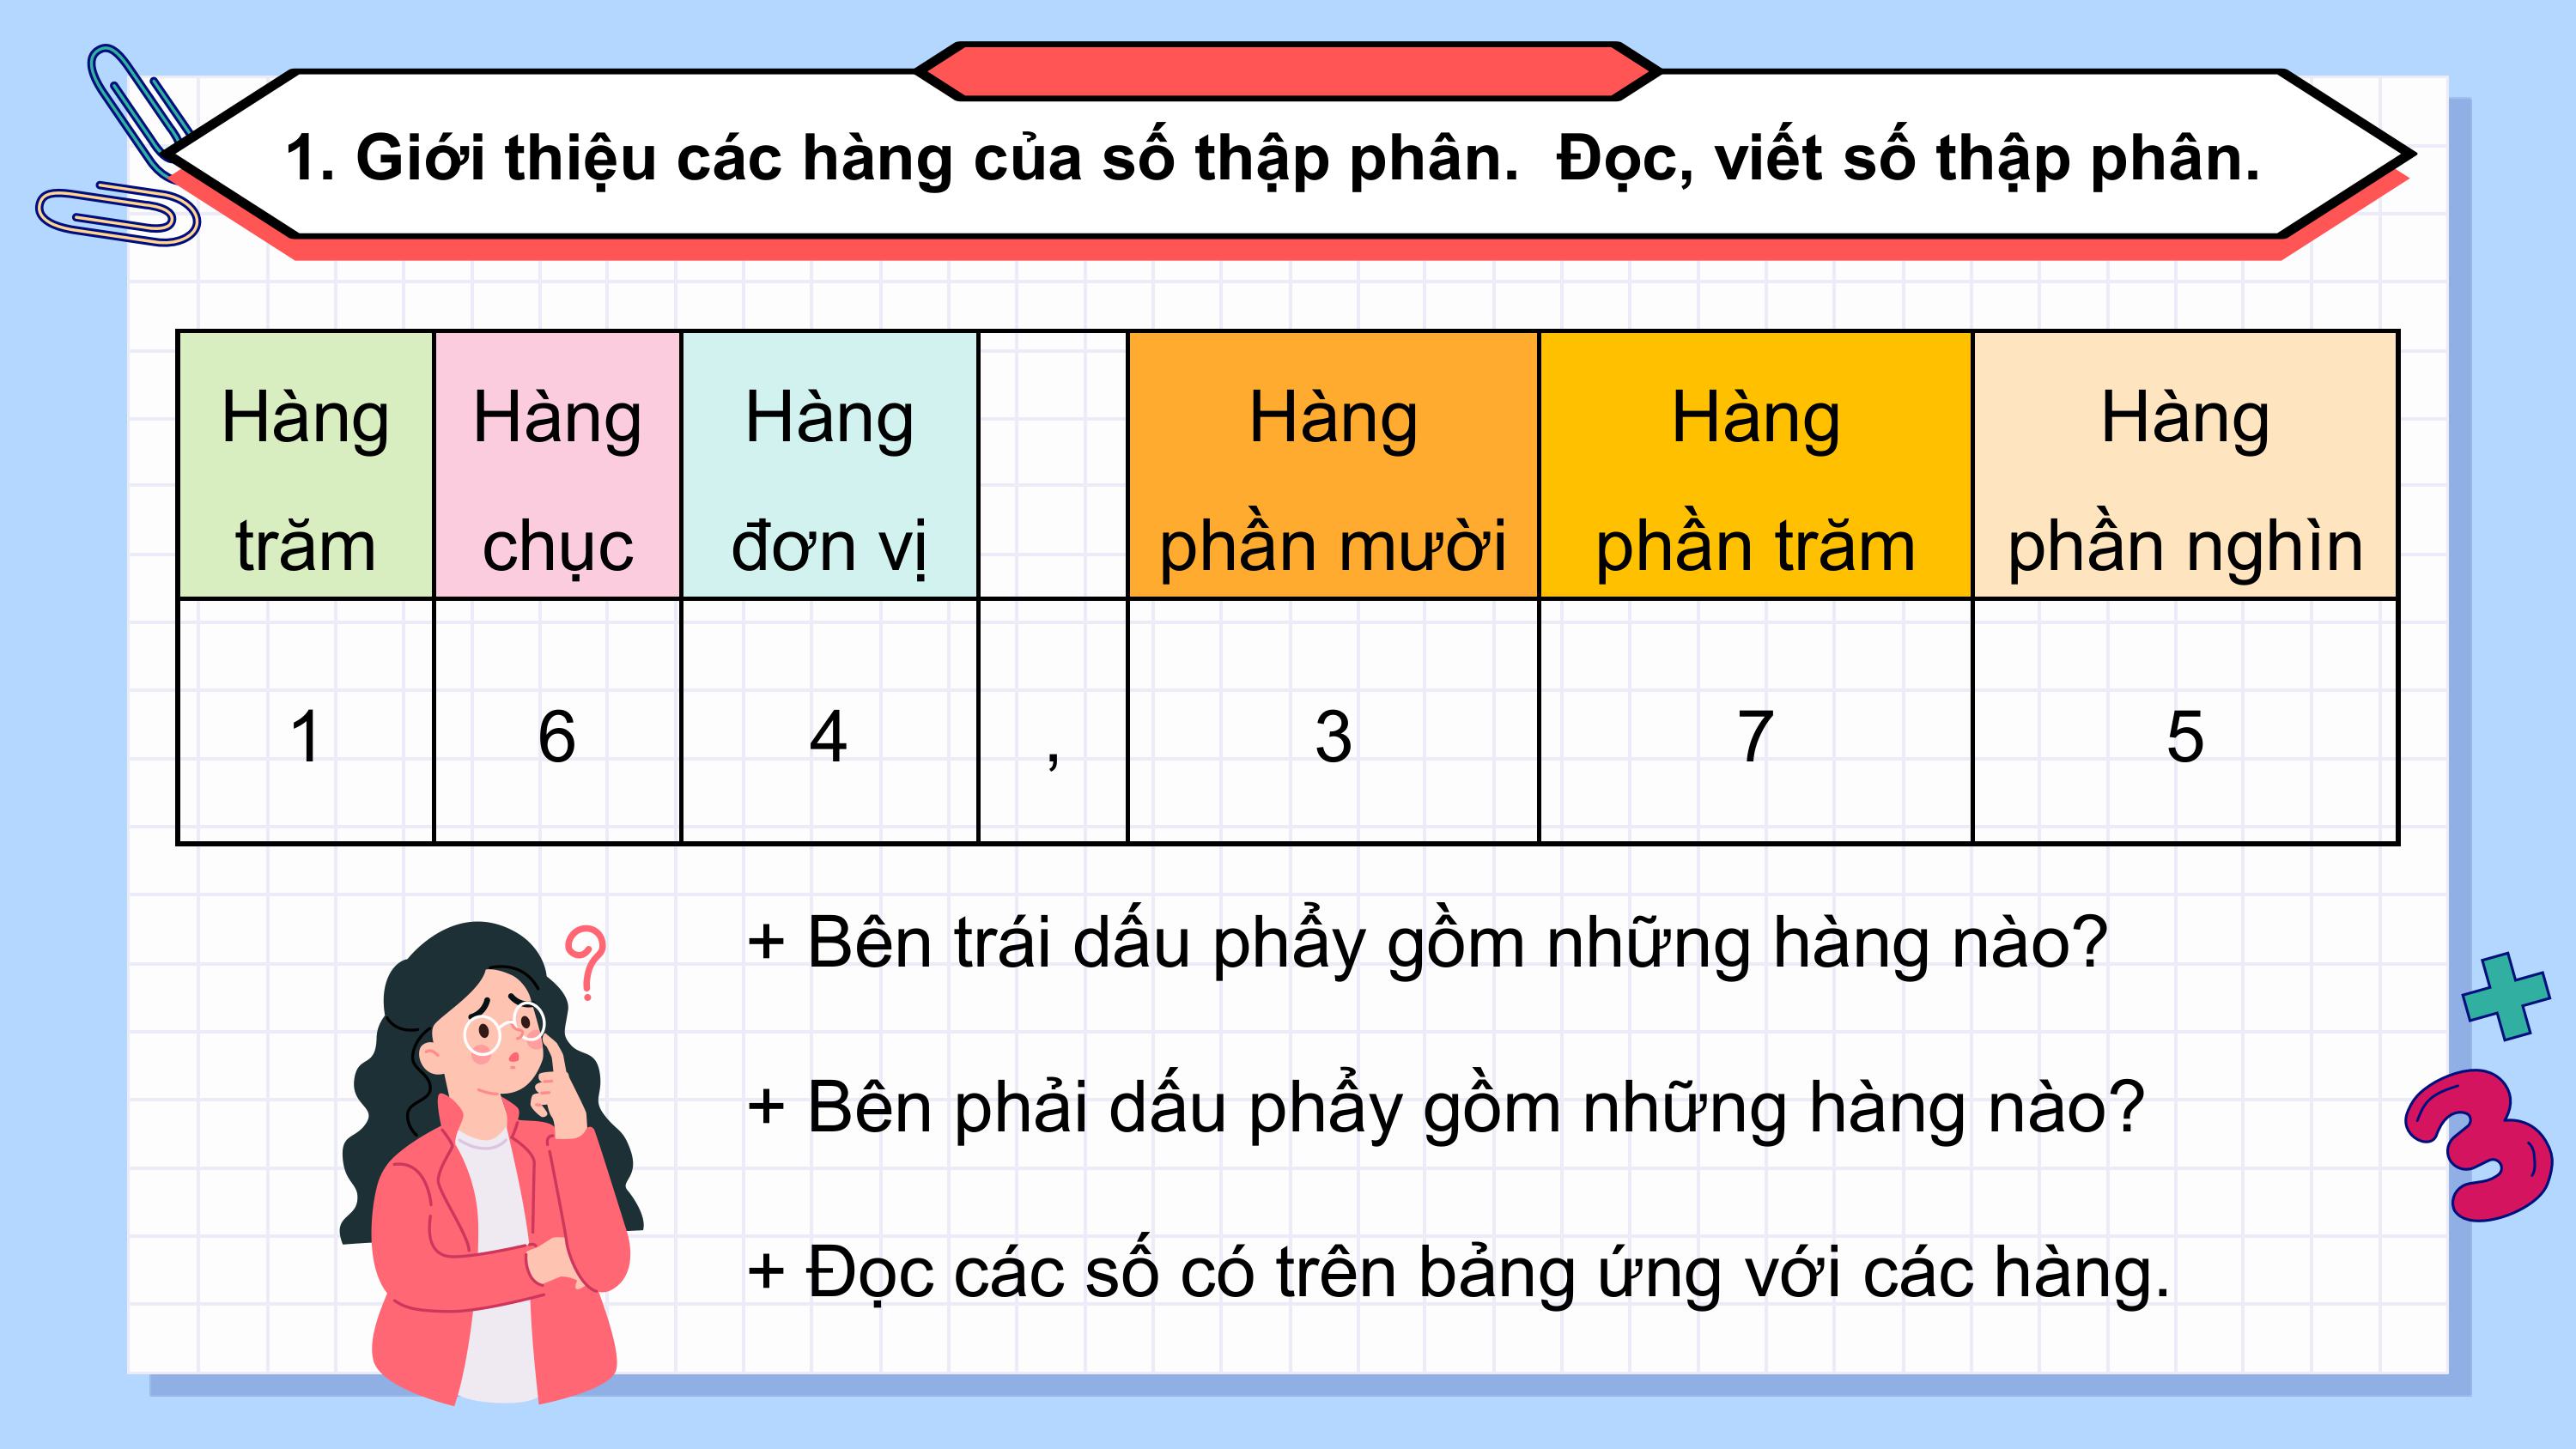 1. Giới thiệu các hàng của số thập phân.  Đọc, viết số thập phân.
Hàng trăm
Hàng chục
Hàng đơn vị
Hàng phần mười
Hàng phần trăm
Hàng phần nghìn
1 6 4 , 3 7 5
?
+ Bên trái dấu phẩy gồm những hàng nào?
+ Bên phải dấu phẩy gồm những hàng nào?
+ Đọc các số có trên bảng ứng với các hàng.
+
3